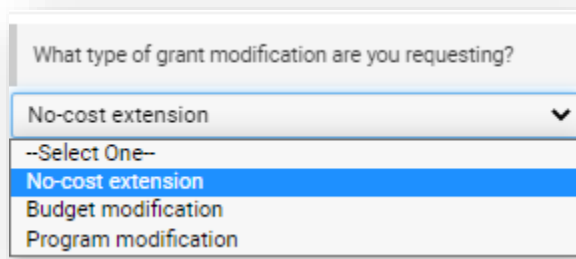 What type of grant modification are you requesting?
No-cost extension
--Select One--
No-cost extension
Budget modification
Program modification